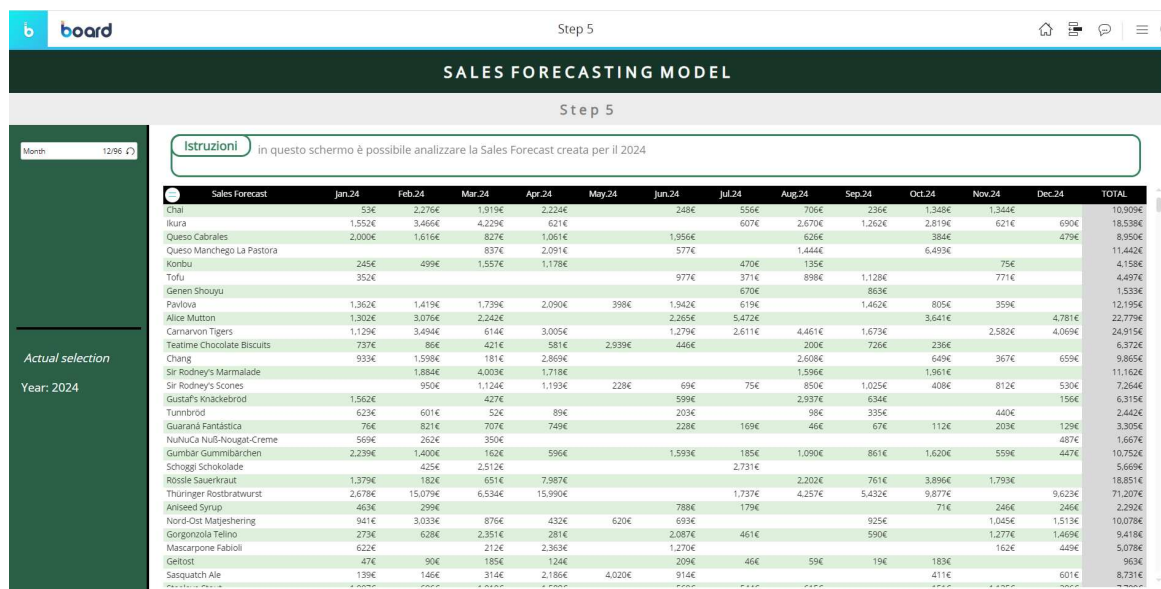 b board Step 5
SALES FORECASTING MODEL
Step 5
Month 12/96
Istruzioni in questo schermo è possibile analizzare la Sales Forecast creata per il 2024
Sales Forecast Jan.24 Feb.24 Mar.24 Apr.24 May.24 Jun.24 Jul.24 Aug.24 Sep.24 Oct.24 Nov.24 Dec.24 TOTAL
Chai 53€ 2,276€ 1,919€ 2,224€ 248€ 556€ 706€ 236€ 1,348€ 1,344€ 10,909€
Ikura 1,552€ 3,466€ 4,229€ 621€ 607€ 2,670€ 1,262€ 2,819€ 621€ 690€ 18,538€
Queso Cabrales 2,000€ 1,616€ 827€ 1,061€ 1,956€ 626€ 384€ 479€ 8,950€
Queso Manchego La Pastora 837€ 2,091€ 577€ 1,444€ 6,493€ 11,442€
Konbu 245€ 499€ 1,557€ 1,178€ 470€ 135€ 75€ 4,158€
Tofu 352€ 977€ 371€ 898€ 1,128€ 771€ 4,497€
Genen Shouyu 670€ 863€ 1,533€
Pavlova 1,362€ 1,419€ 1,739€ 2,090€ 398€ 1,942€ 619€ 1,462€ 805€ 359€ 12,195€
Alice Mutton 1,302€ 3,076€ 2,242€ 2,265€ 5,472€ 3,641€ 4,781€ 22,779€
Carnarvon Tigers 1,129€ 3,494€ 614€ 3,005€ 1,279€ 2,611€ 4,461€ 1,673€ 2,582€ 4,069€ 24,915€
Teatime Chocolate Biscuits 737€ 86€ 421€ 581€ 2,939€ 446€ 200€ 726€ 236€ 6,372€
Chang 933€ 1,598€ 181€ 2,869€ 2,608€ 649€ 367€ 659€ 9,865€
Sir Rodney's Marmalade 1,884€ 4,003€ 1,718€ 1,596€ 1,961€ 11,162€
Sir Rodney's Scones 950€ 1,124€ 1,193€ 228€ 69€ 75€ 850€ 1,025€ 408€ 812€ 530€ 7,264€
Gustaf's Knäckebröd 1,562€ 427€ 599€ 2,937€ 634€ 156€ 6,315€
Tunnbröd 623€ 601€ 52€ 89€ 203€ 98€ 335€ 440€ 2,442€
Guaraná Fantástica 76€ 821€ 707€ 749€ 228€ 169€ 46€ 67€ 112€ 203€ 129€ 3,305€
NuNuCa Nuß-Nougat-Creme 569€ 262€ 350€ 487€ 1,667€
Gumbär Gummibärchen 2,239€ 1,400€ 162€ 596€ 1,593€ 185€ 1,090€ 861€ 1,620€ 559€ 447€ 10,752€
Schoggi Schokolade 425€ 2,512€ 2,731€ 5,669€
Rössle Sauerkraut 1,379€ 182€ 651€ 7,987€ 2,202€ 761€ 3,896€ 1,793€ 18,851€
Thüringer Rostbratwurst 2,678€ 15,079€ 6,534€ 15,990€ 1,737€ 4,257€ 5,432€ 9,877€ 9,623€ 71,207€
Aniseed Syrup 463€ 299€ 788€ 179€ 71€ 246€ 246€ 2,292€
Nord-Ost Matjeshering 941€ 3,033€ 876€ 432€ 620€ 693€ 925€ 1,045€ 1,513€ 10,078€
Gorgonzola Telino 273€ 628€ 2,351€ 281€ 2,087€ 461€ 590€ 1,277€ 1,469€ 9,418€
Mascarpone Fabioli 622€ 212€ 2,363€ 1,270€ 162€ 449€ 5,078€
Geitost 47€ 90€ 185€ 124€ 209€ 46€ 59€ 19€ 183€ 963€
Sasquatch Ale 139€ 146€ 314€ 2,186€ 4,020€ 914€ 411€ 601€ 8,731€
Actual selection
Year: 2024